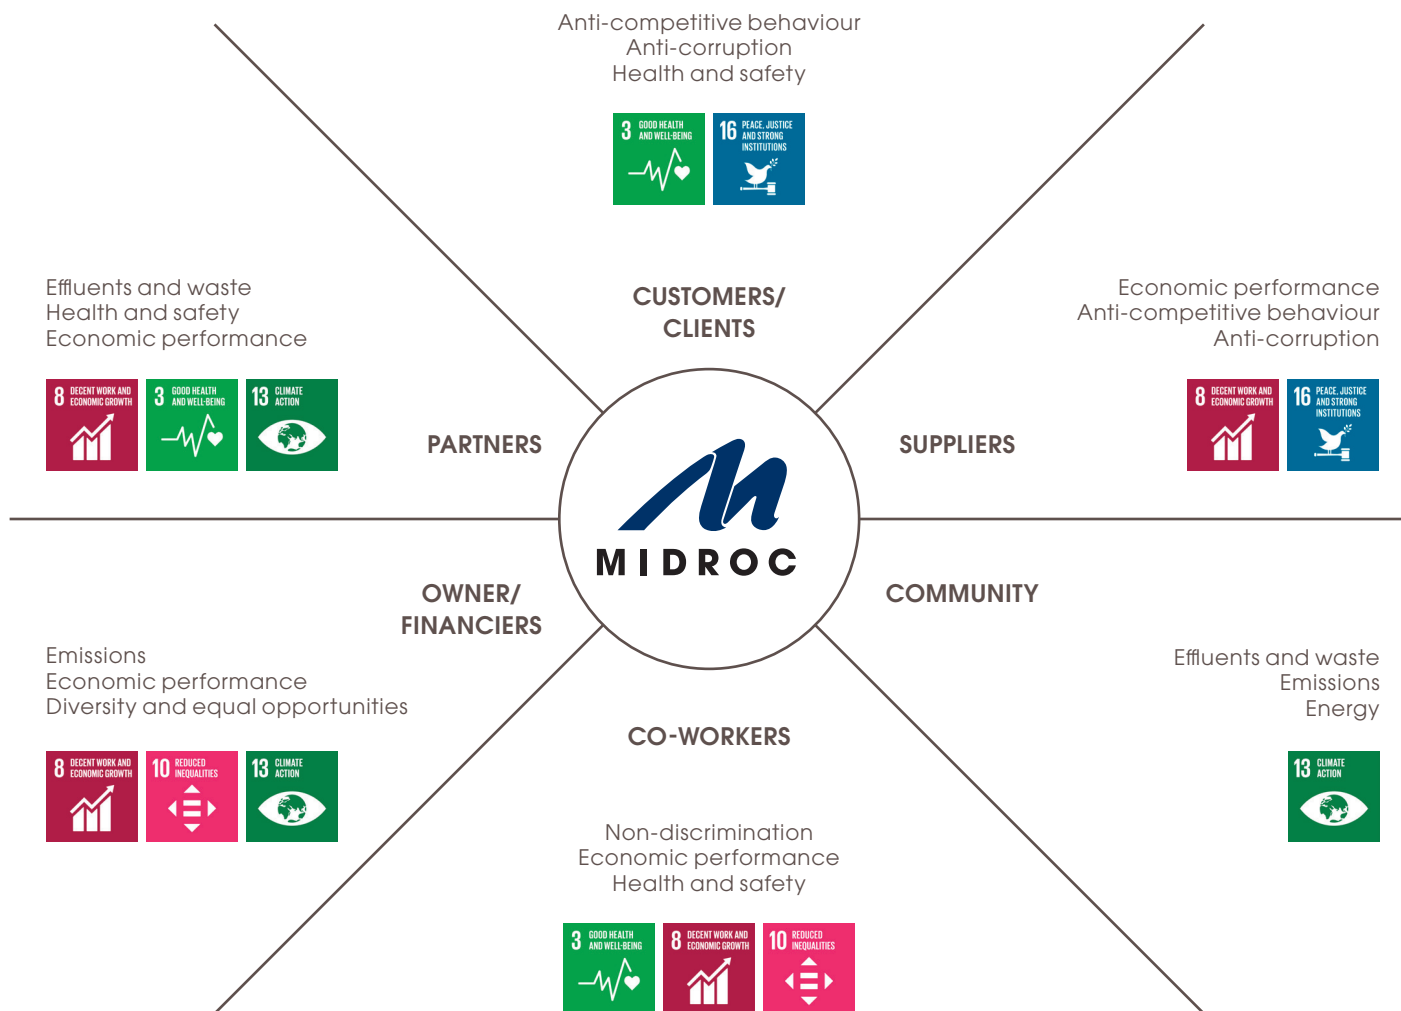 Anti-competitive behaviour
Anti-corruption
Health and safety
3 GOOD HEALTH
AND WELL-BEING
16 PEACE, JUSTICE
AND STRONG
INSTITUTIONS
CUSTOMERS/
CLIENTS
Effluents and waste
Health and safety
Economic performance
8 DECENT WORK AND
ECONOMIC GROWTH
3 GOOD HEALTH
AND WELL-BEING
13 CLIMATE
ACTION
PARTNERS
Economic performance
Anti-competitive behaviour
Anti-corruption
8 DECENT WORK AND
ECONOMIC GROWTH
16 PEACE, JUSTICE
AND STRONG
INSTITUTIONS
SUPPLIERS
MIDROC
OWNER/
FINANCIERS
Emissions
Economic performance
Diversity and equal opportunities
8 DECENT WORK AND
ECONOMIC GROWTH
10 REDUCED
INEQUALITIES
13 CLIMATE
ACTION
COMMUNITY
Effluents and waste
Emissions
Energy
13 CLIMATE
ACTION
CO-WORKERS
Non-discrimination
Economic performance
Health and safety
3 GOOD HEALTH
AND WELL-BEING
8 DECENT WORK AND
ECONOMIC GROWTH
10 REDUCED
INEQUALITIES